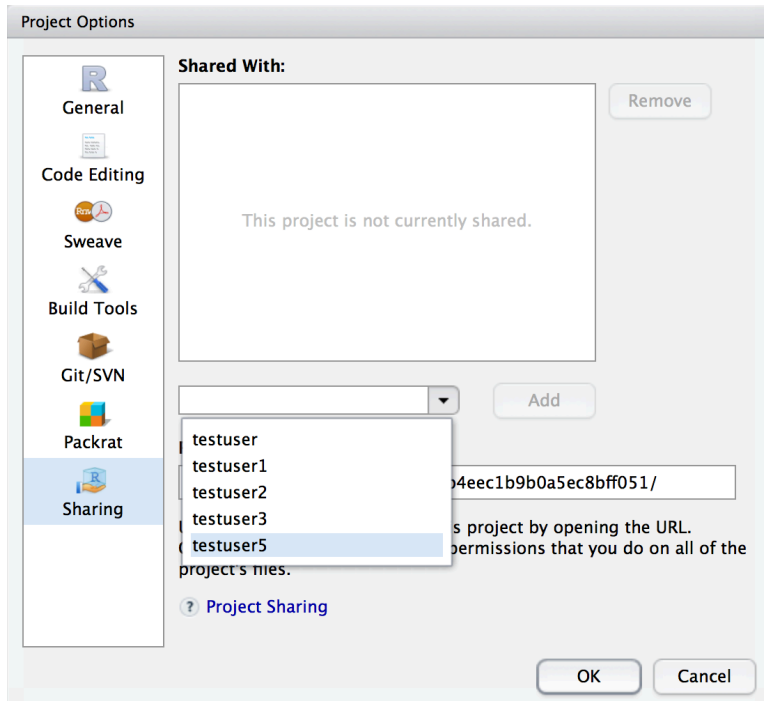 Project Options
General
Code Editing
Sweave
Build Tools
Git/SVN
Packrat
R
Sharing
Shared With:
This project is not currently shared.
Remove
Add
testuser
testuser1
testuser2
testuser3
testuser5
b4eec1b9b0a5ec8bff051/
s project by opening the URL.
permissions that you do on all of the
project's files.
? Project Sharing
OK
Cancel